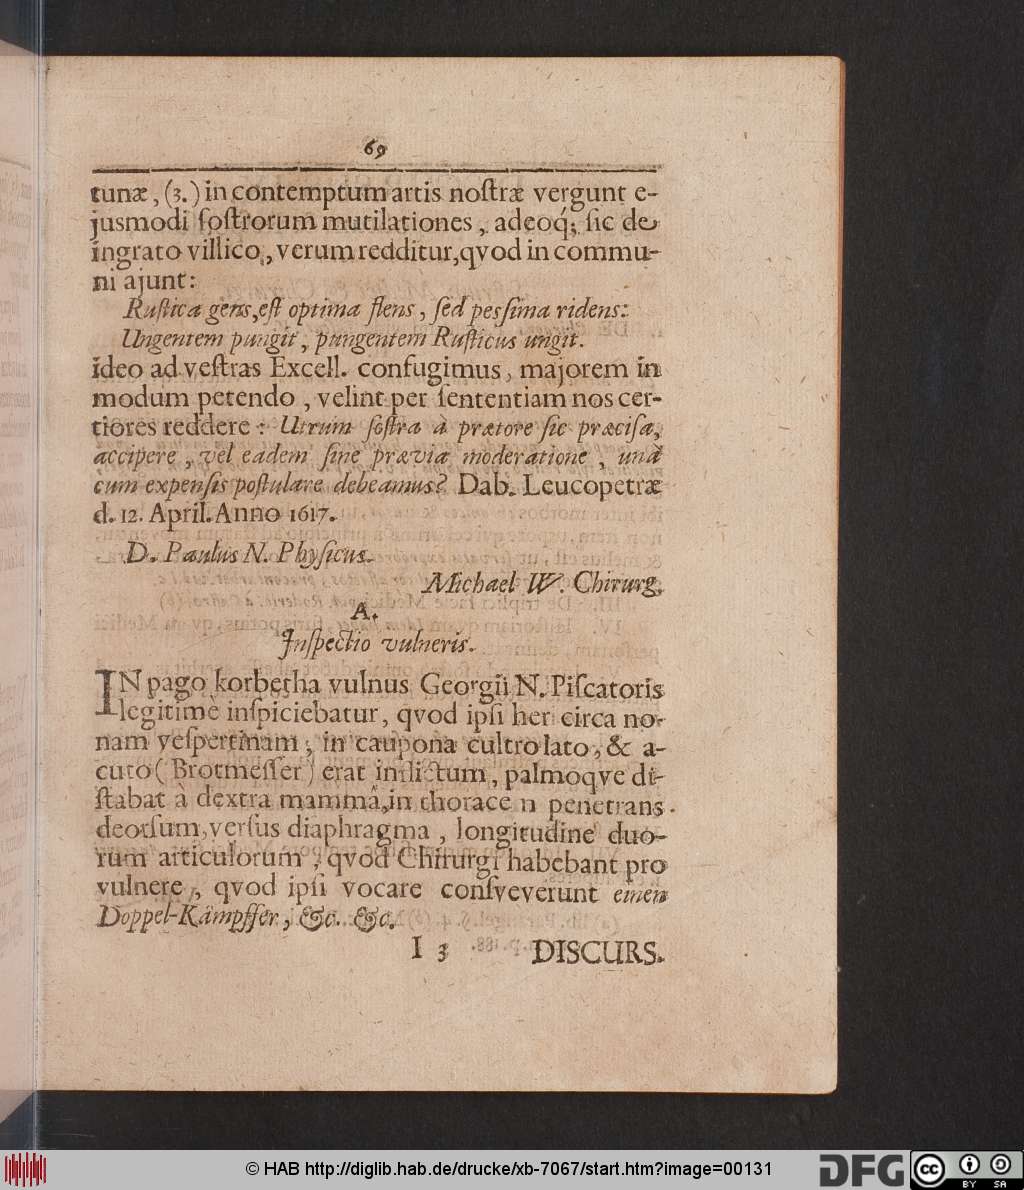 69
tunæ, (3.) in contemptum artis noſtræ vergunt e-
jusmodi ſoſtrorum mutilationes, adeoq́; ſic de
ingrato villico, verum redditur, qvod in commu-
ni ajunt:
Ruſtica gens, eſt optima flens, ſed peſſima ridens:
Ungentem pungit, pungentem Ruſticus ungit.
ideo ad veſtras Excell. confugimus, majorem in
modum petendo, velint per ſententiam nos cer-
tiores reddere: Utrum ſoſtra à prætore ſic præciſa,
accipere, vel eadem ſine præviâ moderatione, unà
cum expenſis poſtulare debeamus? Dab. Leucopetræ
d. 12. April. Anno 1617.
D. Paulus N. Phyſicus.
Michael W. Chirurg.
A.
Inſpectio vulneris.
IN pago korbetha vulnus Georgii N. Piſcatoris
legitime inſpiciebatur, qvod ipſi heri circa no-
nam veſpertinam, in caupona cultro lato, & a-
cuto (Brotmeſſer) erat inflictum, palmoqve di-
ſtabat à dextra mammâ, in thorace penetrans
deorſum, verſus diaphragma, longitudine duo-
rum articulorum, qvod Chirurgi habebant pro
vulnere, qvod ipſi vocare conſveverunt einen
Doppel-Kämpffer, &c. &c.
I 3 DISCURS.
© HAB http://diglib.hab.de/drucke/xb-7067/start.htm?image=00131
DFG
cc BY SA